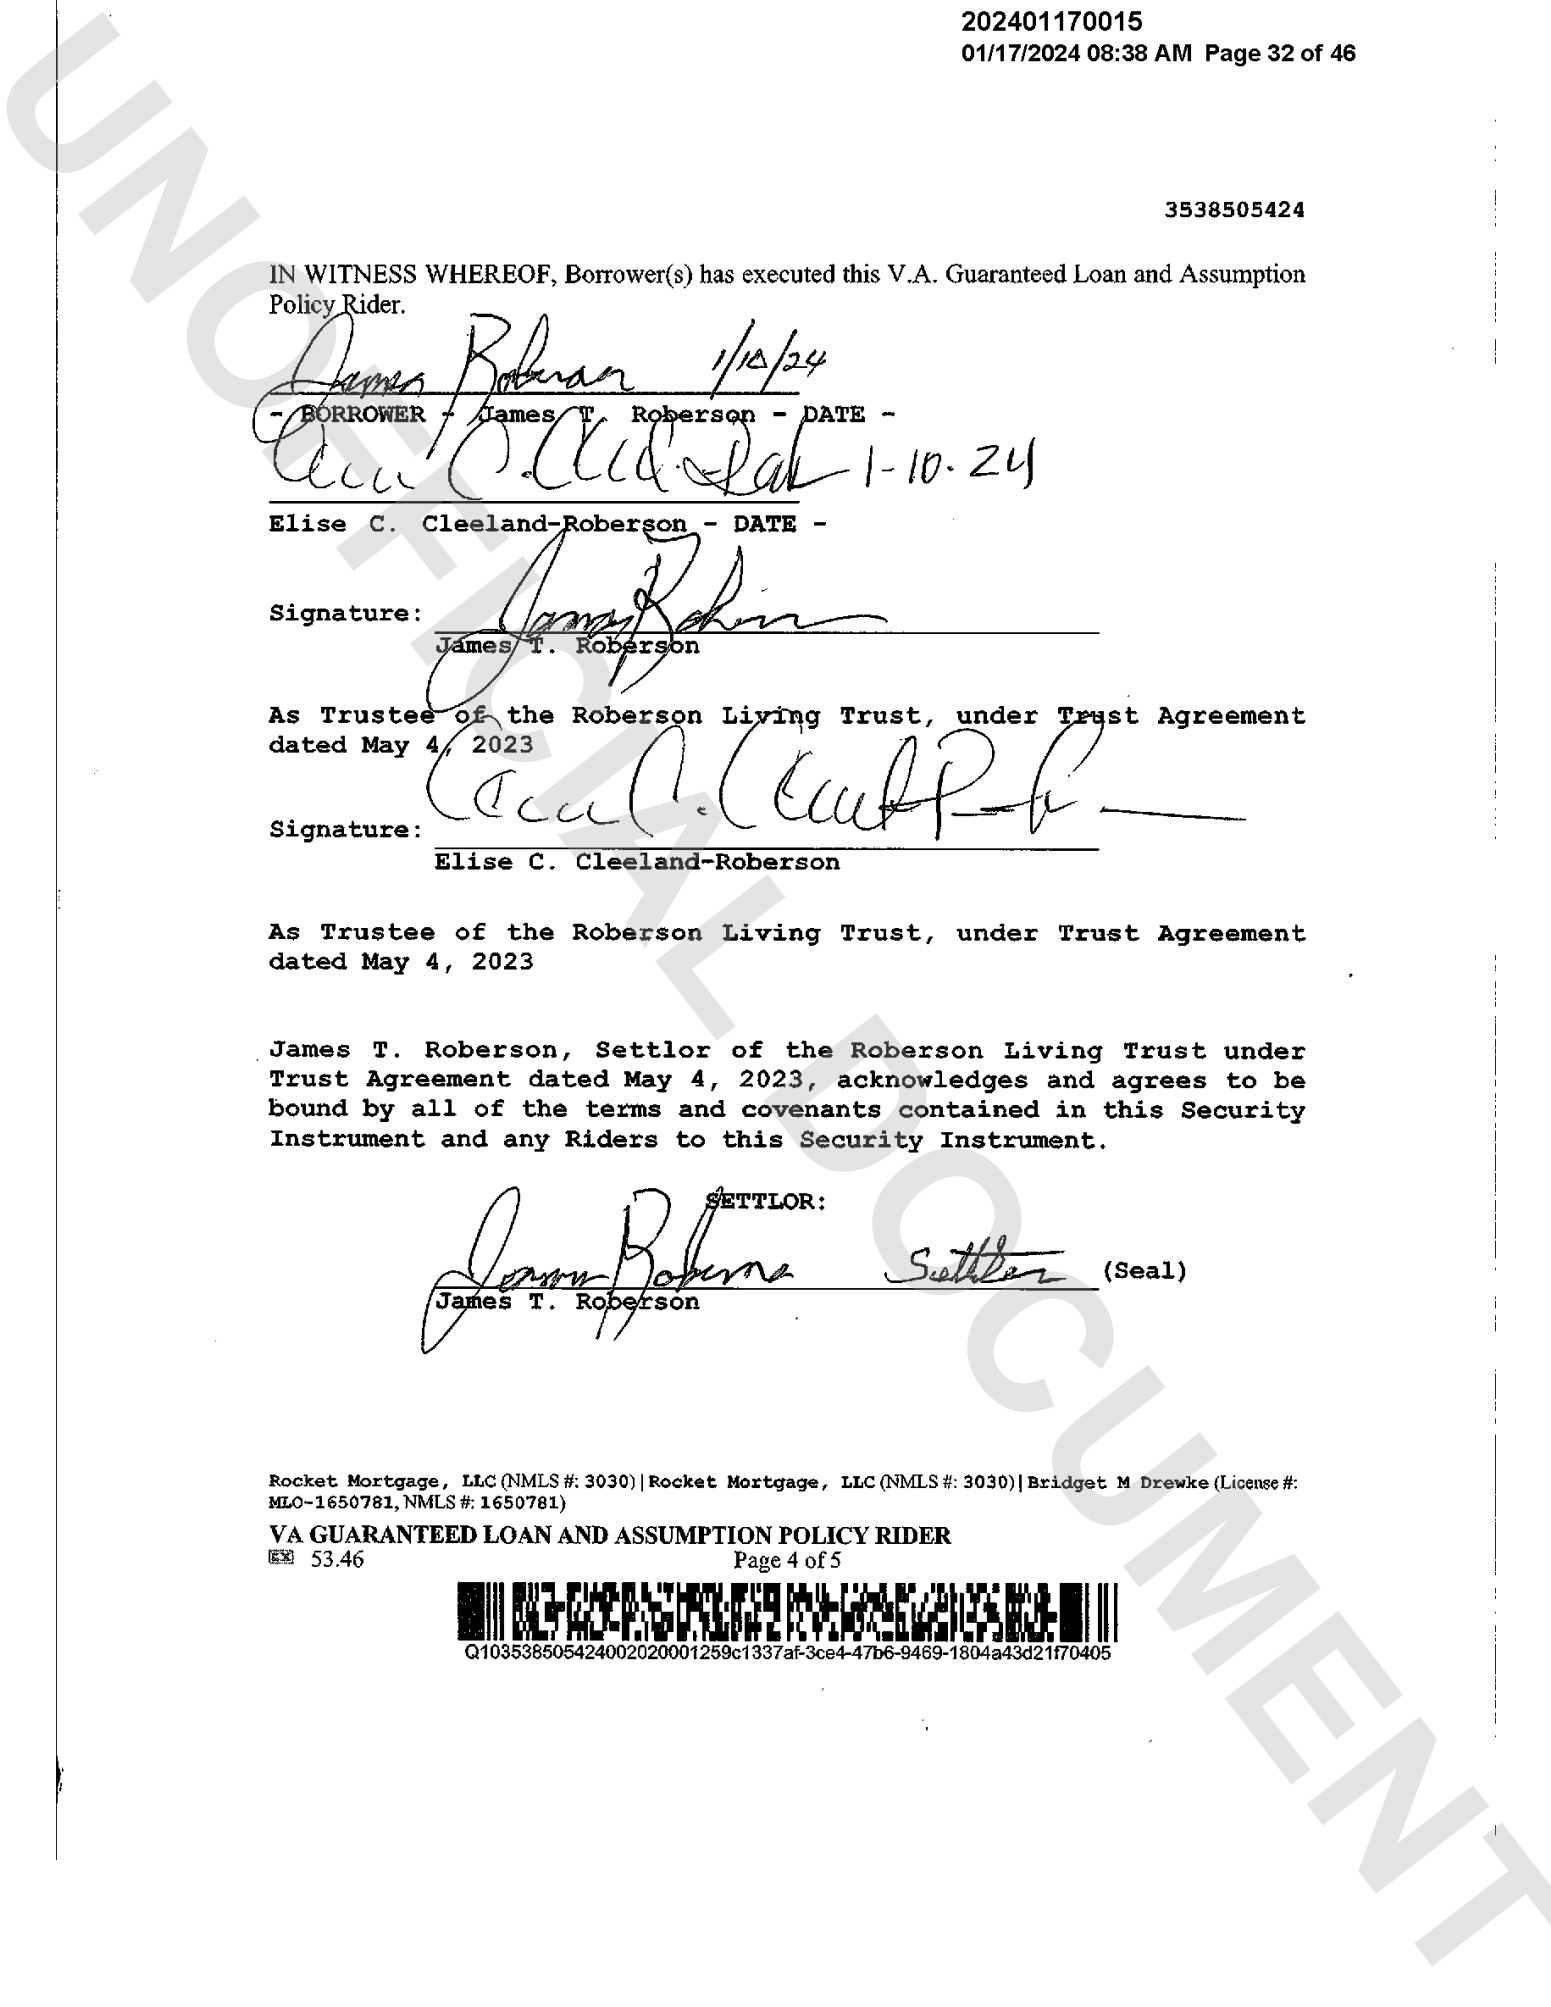 202401170015
01/17/2024 08:38 AM Page 32 of 46
3538505424
IN WITNESS WHEREOF, Borrower(s) has executed this V.A. Guaranteed Loan and Assumption
Policy Rider.
James Roberson 1/10/24
- BORROWER - James T. Roberson - DATE -
1-10-24
Elise C. Cleeland-Roberson - DATE -
Signature: James Roberson
James T. Roberson
As Trustee of the Roberson Living Trust, under Trust Agreement
dated May 4, 2023
Signature:
Elise C. Cleeland-Roberson
As Trustee of the Roberson Living Trust, under Trust Agreement
dated May 4, 2023
James T. Roberson, Settlor of the Roberson Living Trust under
Trust Agreement dated May 4, 2023, acknowledges and agrees to be
bound by all of the terms and covenants contained in this Security
Instrument and any Riders to this Security Instrument.
SETTLOR:
James Roberson (Seal)
James T. Roberson
Rocket Mortgage, LLC (NMLS #: 3030) | Rocket Mortgage, LLC (NMLS #: 3030) | Bridget M Drewke (License #:
MLO-1650781, NMLS #: 1650781)
VA GUARANTEED LOAN AND ASSUMPTION POLICY RIDER
EX 53.46 Page 4 of 5
Q103538505424002020001259c1337af-3ce4-47b6-9469-1804a43d21f70405
UNOFFICIAL DOCUMENT